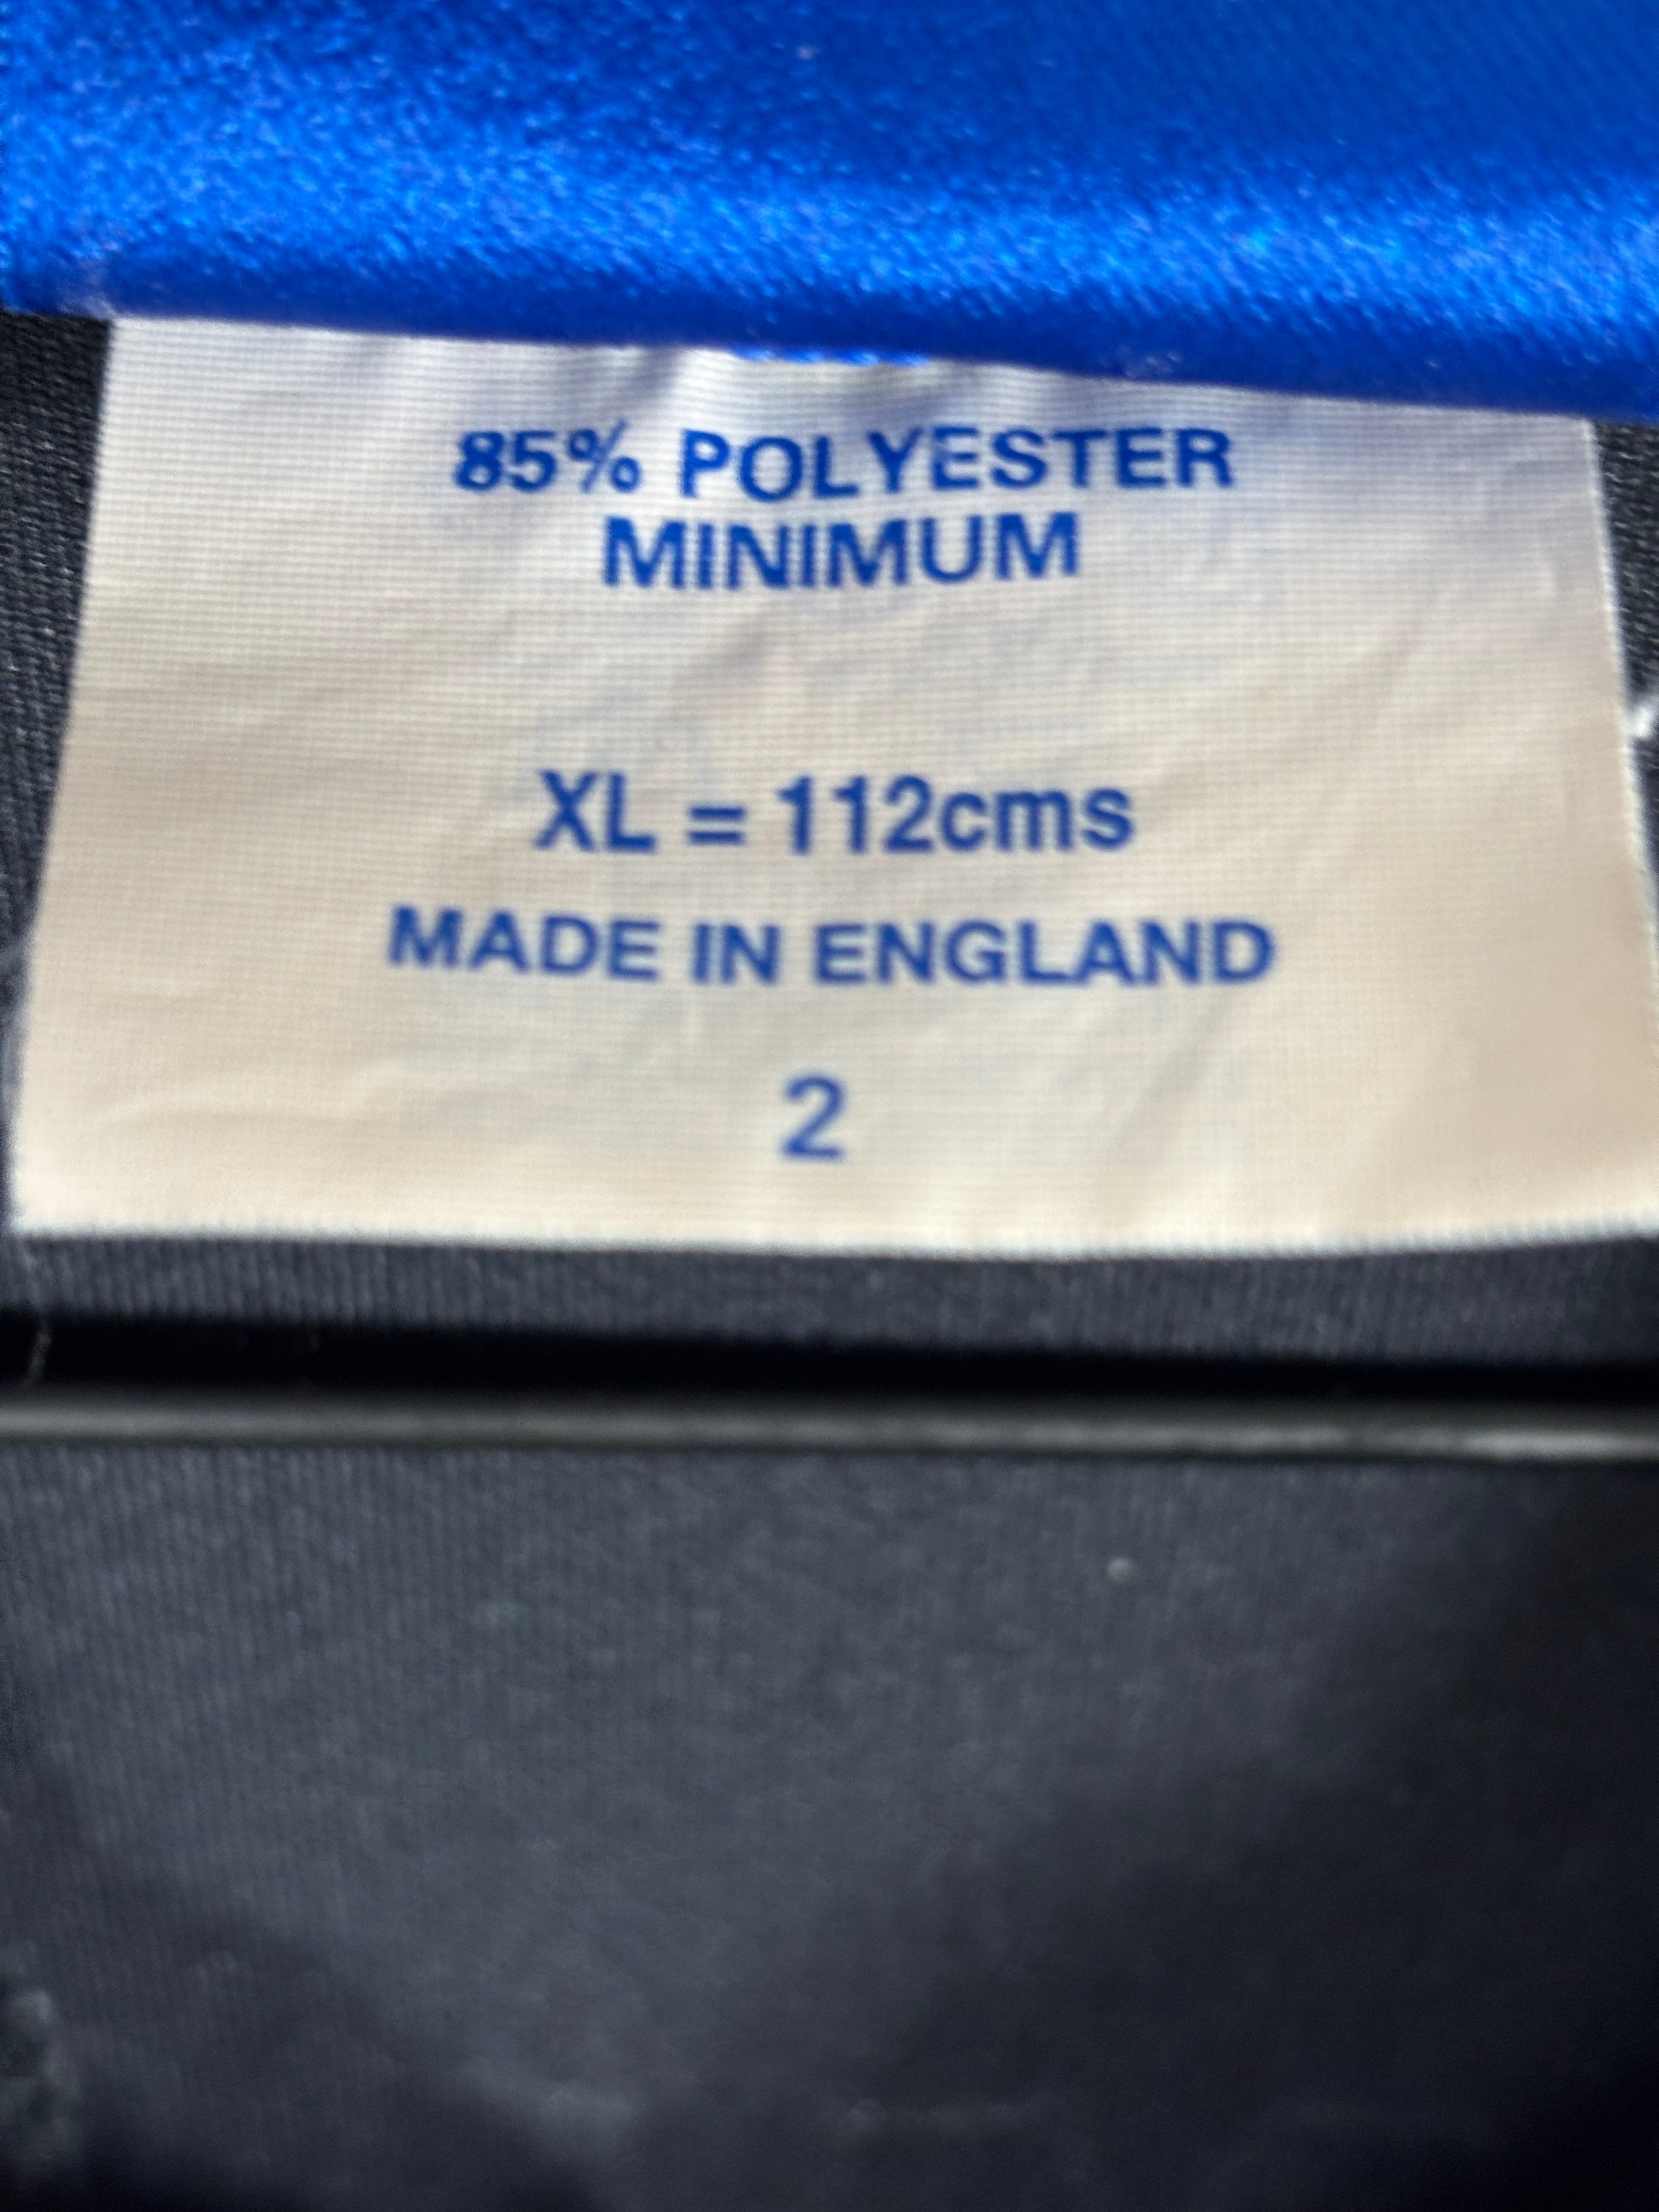 85% POLYESTER
MINIMUM
XL = 112cms
MADE IN ENGLAND
2